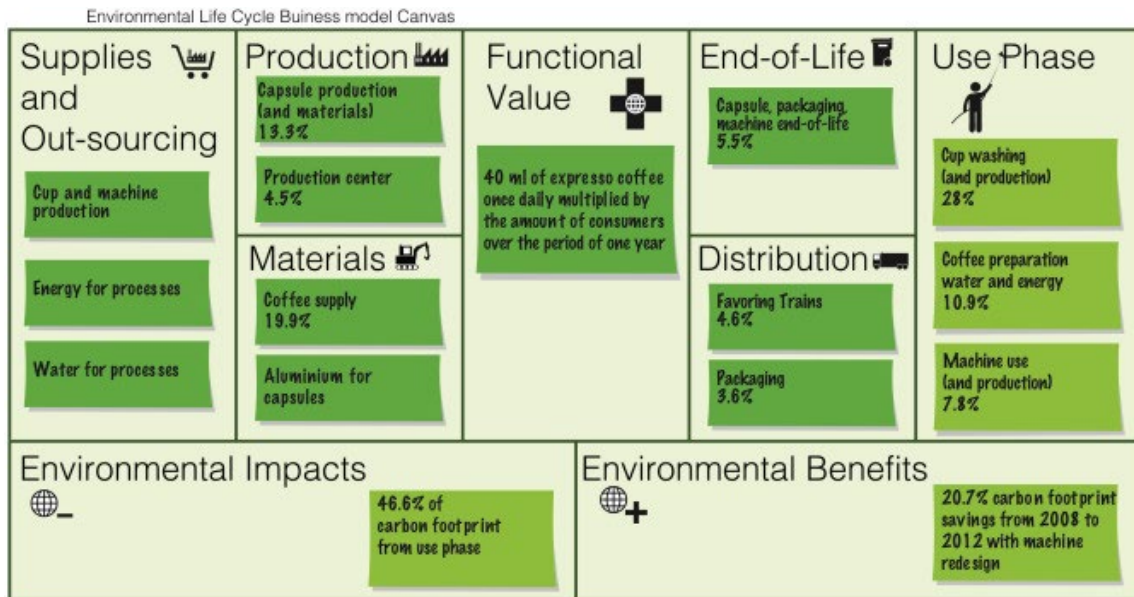 Environmental Life Cycle Buiness model Canvas
Supplies
and
Out-sourcing
Cup and machine
production
Energy for processes
Water for processes
Production
Capsule production
(and materials)
13.3%
Production center
4.5%
Materials
Coffee supply
19.9%
Aluminium for
capsules
Functional
Value
40 ml of expresso coffee
once daily multiplied by
the amount of consumers
over the period of one year
End-of-Life
Capsule, packaging,
machine end-of-life
5.5%
Distribution
Favoring Trains
4.6%
Packaging
3.6%
Use Phase
Cup washing
(and production)
28%
Coffee preparation
water and energy
10.9%
Machine use
(and production)
7.8%
Environmental Impacts
46.6% of
carbon footprint
from use phase
Environmental Benefits
20.7% carbon footprint
savings from 2008 to
2012 with machine
redesign